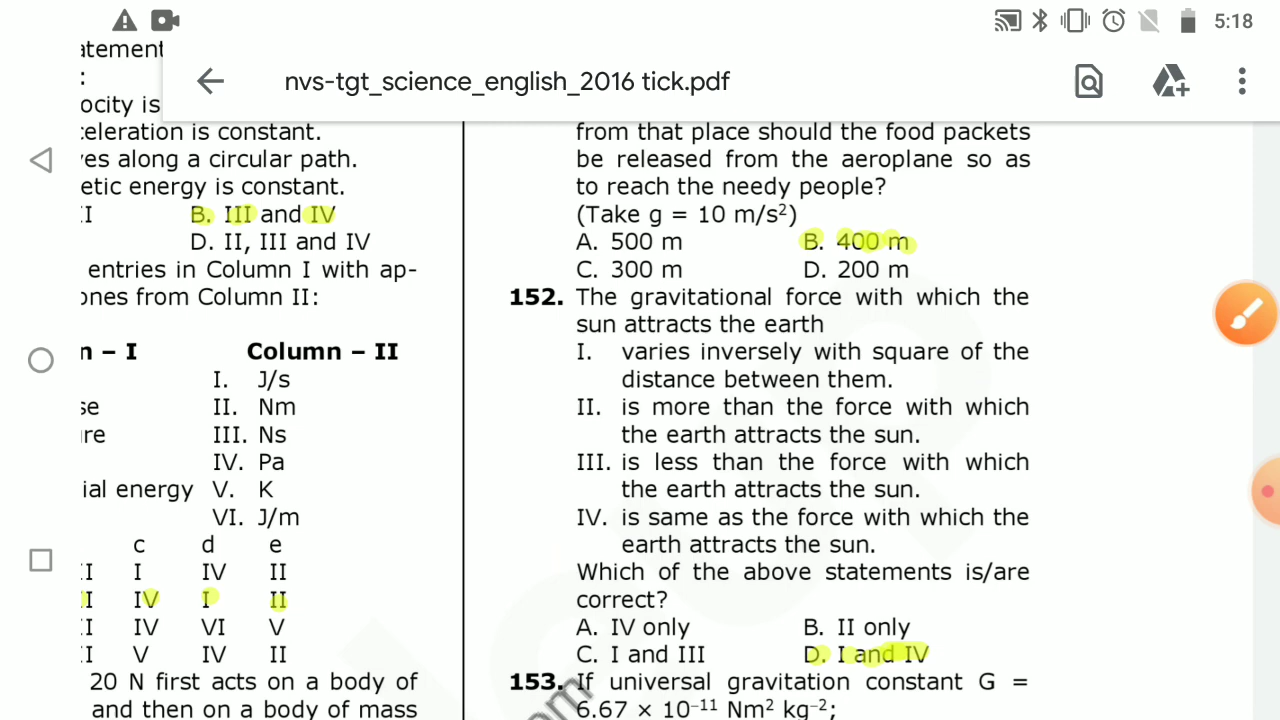 5:18
nvs-tgt_science_english_2016 tick.pdf
:
ocity is
celeration is constant.
ves along a circular path.
etic energy is constant.
I B. III and IV
D. II, III and IV
entries in Column I with ap-
ones from Column II:
n – I Column – II
I. J/s
se II. Nm
re III. Ns
IV. Pa
ial energy V. K
VI. J/m
c d e
I I IV II
I IV I II
I IV VI V
I V IV II
20 N first acts on a body of
and then on a body of mass
from that place should the food packets
be released from the aeroplane so as
to reach the needy people?
(Take g = 10 m/s²)
A. 500 m B. 400 m
C. 300 m D. 200 m
152. The gravitational force with which the
sun attracts the earth
I. varies inversely with square of the
distance between them.
II. is more than the force with which
the earth attracts the sun.
III. is less than the force with which
the earth attracts the sun.
IV. is same as the force with which the
earth attracts the sun.
Which of the above statements is/are
correct?
A. IV only B. II only
C. I and III D. I and IV
153. If universal gravitation constant G =
6.67 × 10⁻¹¹ Nm² kg⁻²;